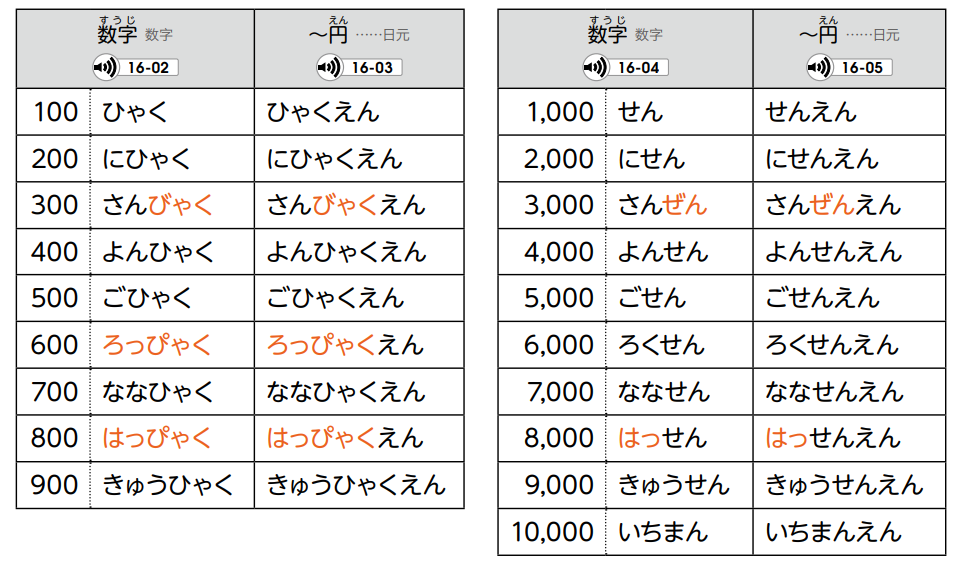 すうじ
数字 数字
えん
～円 ……日元
16-02 16-03
100 ひゃく ひゃくえん
200 にひゃく にひゃくえん
300 さんびゃく さんびゃくえん
400 よんひゃく よんひゃくえん
500 ごひゃく ごひゃくえん
600 ろっぴゃく ろっぴゃくえん
700 ななひゃく ななひゃくえん
800 はっぴゃく はっぴゃくえん
900 きゅうひゃく きゅうひゃくえん
すうじ
数字 数字
えん
～円 ……日元
16-04 16-05
1,000 せん せんえん
2,000 にせん にせんえん
3,000 さんぜん さんぜんえん
4,000 よんせん よんせんえん
5,000 ごせん ごせんえん
6,000 ろくせん ろくせんえん
7,000 ななせん ななせんえん
8,000 はっせん はっせんえん
9,000 きゅうせん きゅうせんえん
10,000 いちまん いちまんえん